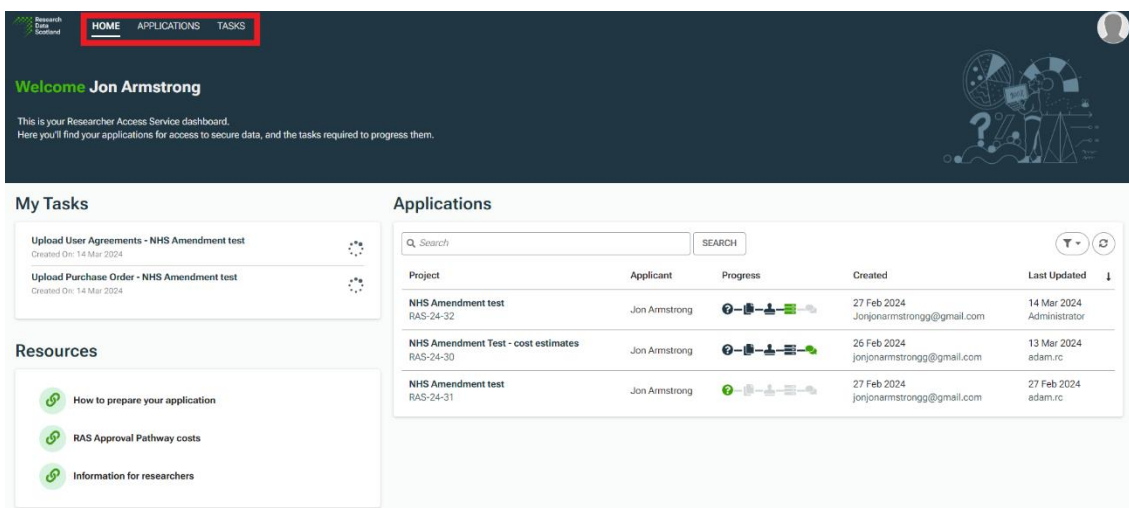 Research
Data
Scotland
HOME APPLICATIONS TASKS
Welcome Jon Armstrong
This is your Researcher Access Service dashboard.
Here you'll find your applications for access to secure data, and the tasks required to progress them.
My Tasks
Upload User Agreements - NHS Amendment test
Created On: 14 Mar 2024
Upload Purchase Order - NHS Amendment test
Created On: 14 Mar 2024
Resources
How to prepare your application
RAS Approval Pathway costs
Information for researchers
Applications
Search SEARCH
Project Applicant Progress Created Last Updated
NHS Amendment test Jon Armstrong 27 Feb 2024 14 Mar 2024
RAS-24-32 Jonjonarmstrongg@gmail.com Administrator
NHS Amendment Test - cost estimates Jon Armstrong 26 Feb 2024 13 Mar 2024
RAS-24-30 jonjonarmstrongg@gmail.com adam.rc
NHS Amendment test Jon Armstrong 27 Feb 2024 27 Feb 2024
RAS-24-31 jonjonarmstrongg@gmail.com adam.rc